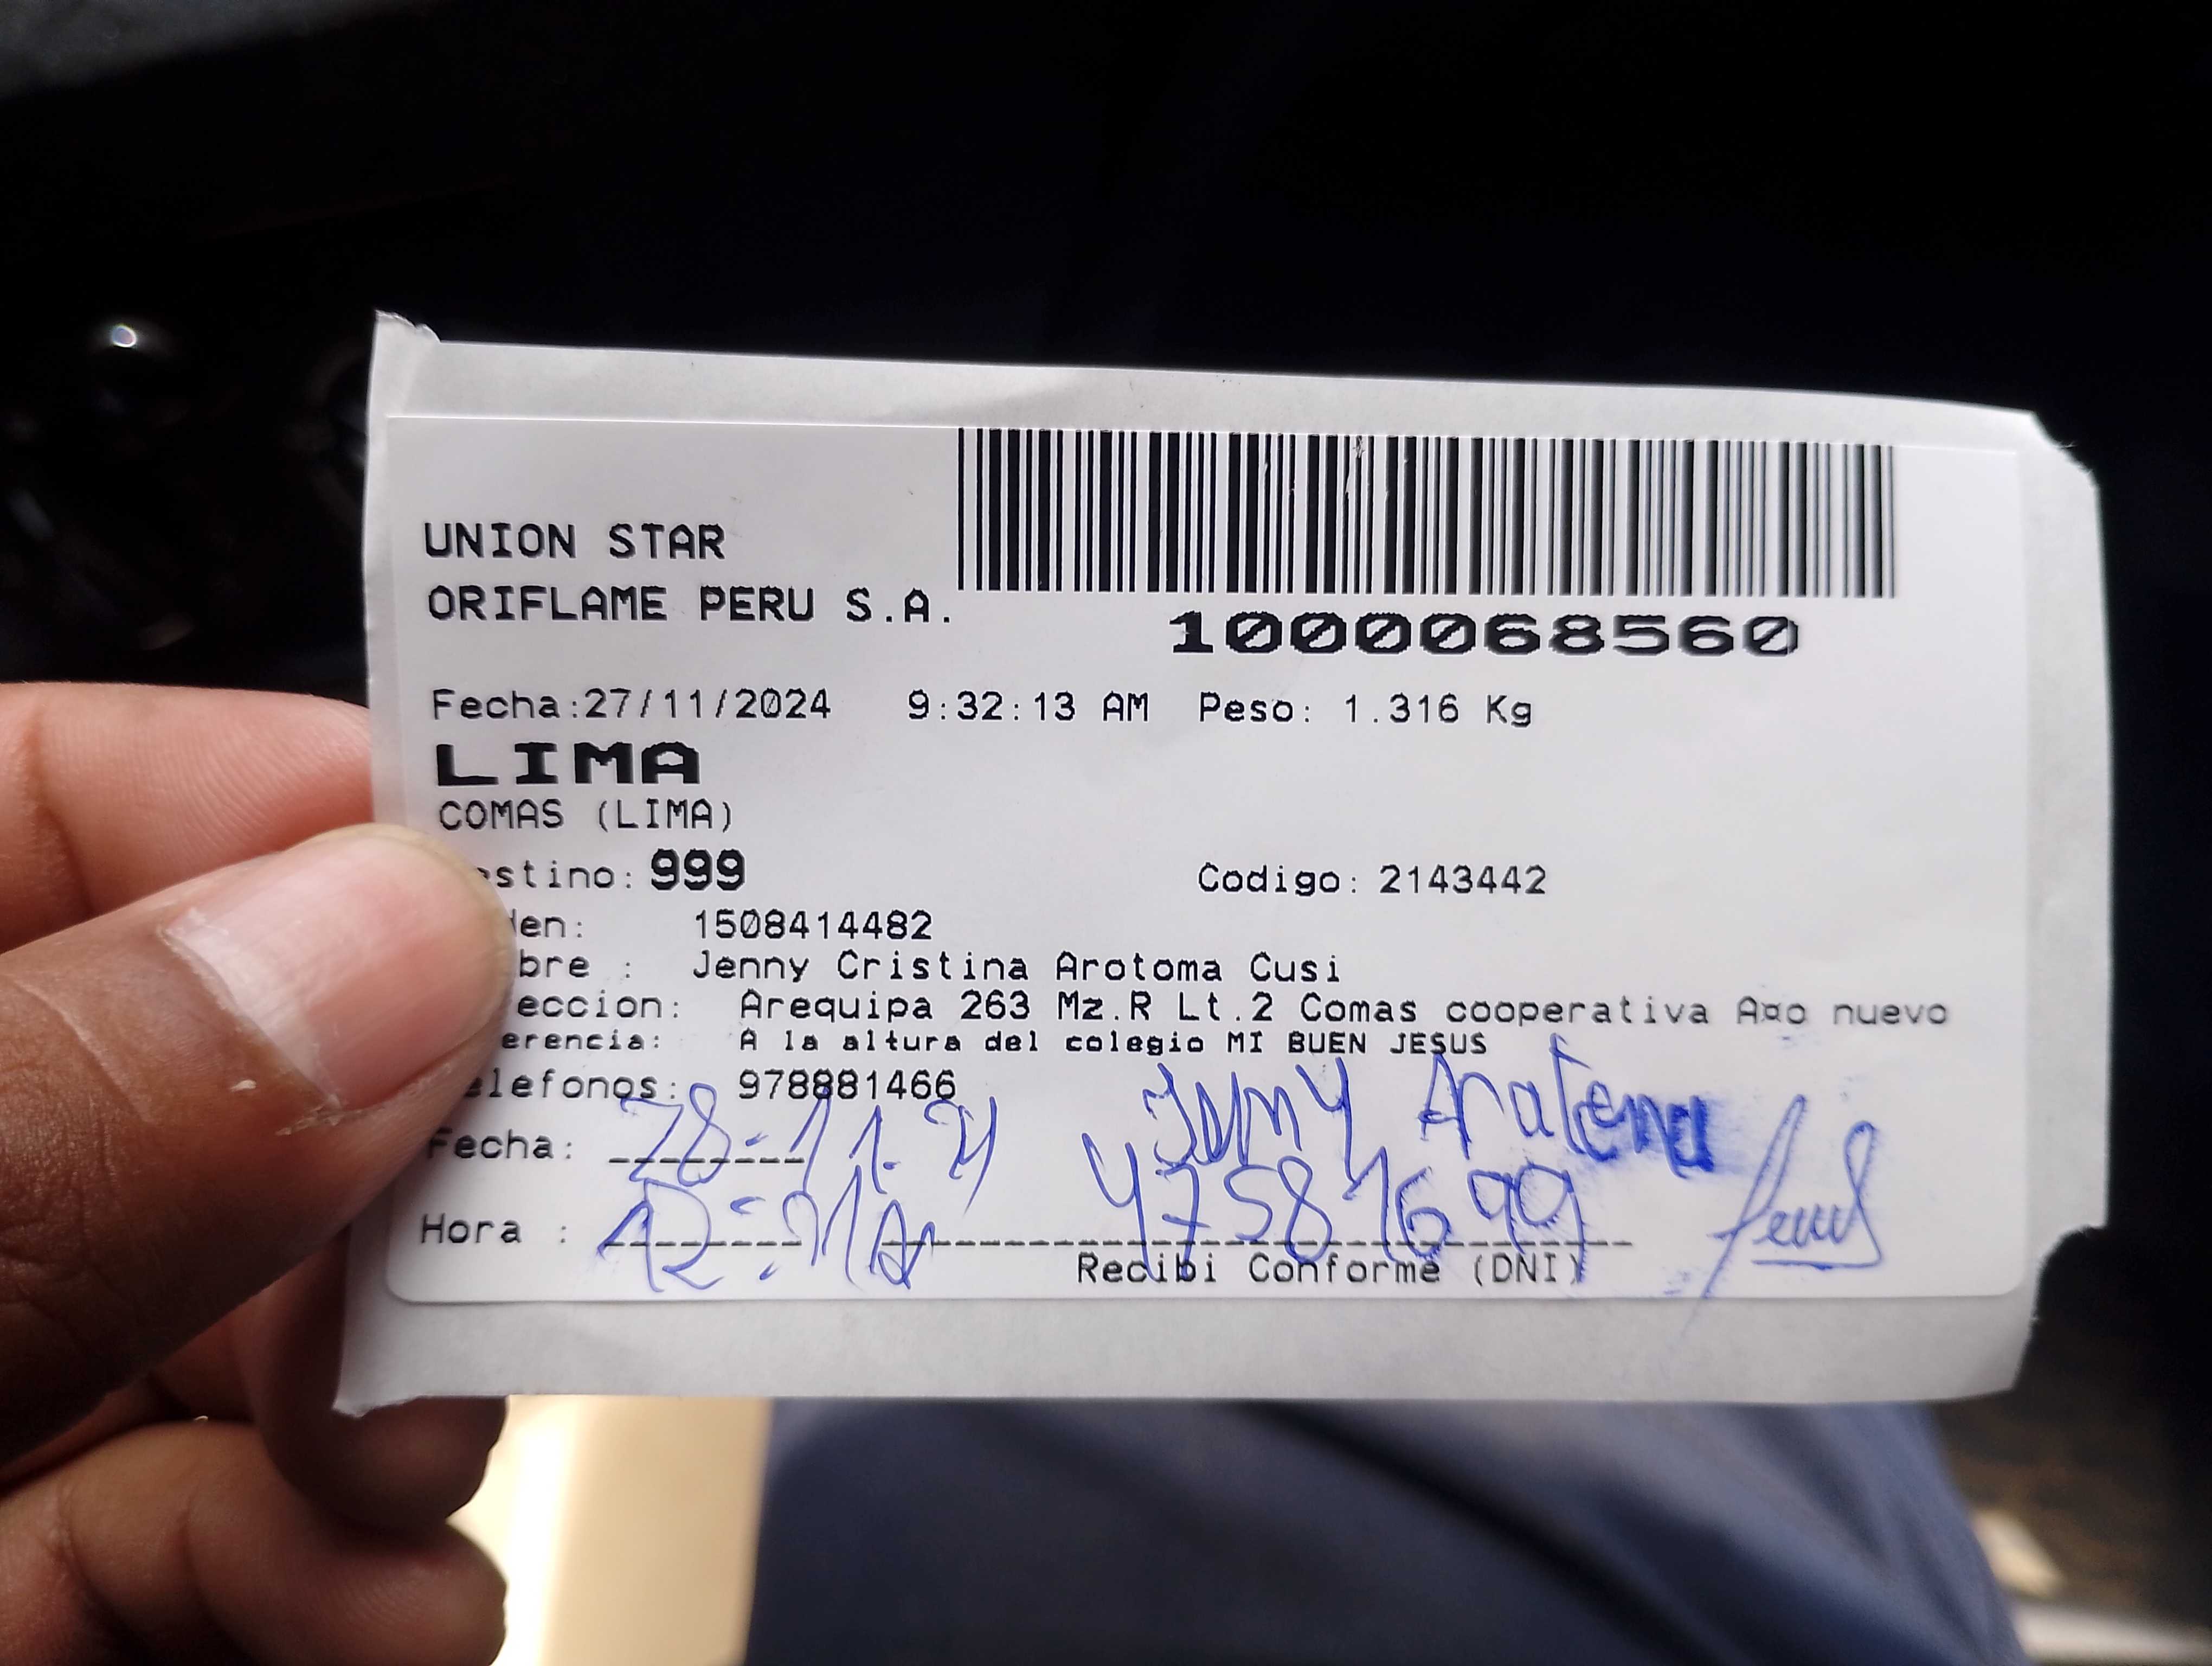 UNION STAR
ORIFLAME PERU S.A.
1000068560
Fecha:27/11/2024 9:32:13 AM Peso: 1.316 Kg
LIMA
COMAS (LIMA)
estino: 999 Codigo: 2143442
den: 1508414482
bre : Jenny Cristina Arotoma Cusi
eccion: Arequipa 263 Mz.R Lt.2 Comas cooperativa A¤o nuevo
erencia: A la altura del colegio MI BUEN JESUS
elefonos: 978881466
Jenny
Fecha: 28-11-24
47581699
Hora :
Recibi Conforme (DNI)